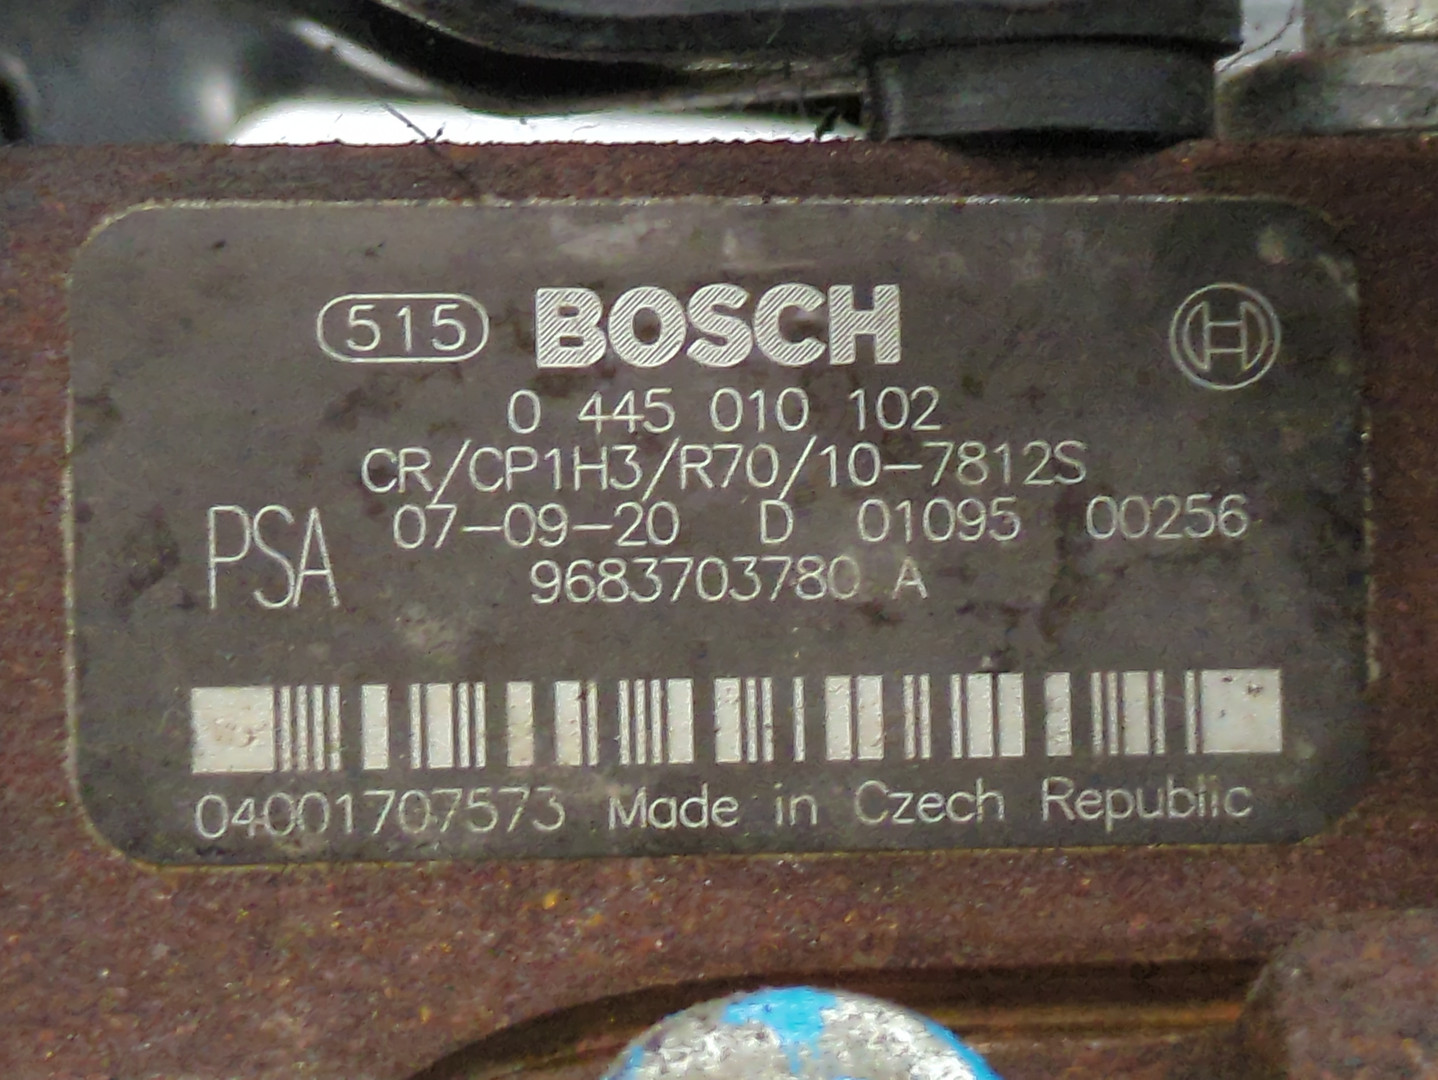 515 BOSCH
0 445 010 102
CR/CP1H3/R70/10-7812S
PSA 07-09-20 D 01095 00256
9683703780 A
04001707573 Made in Czech Republic